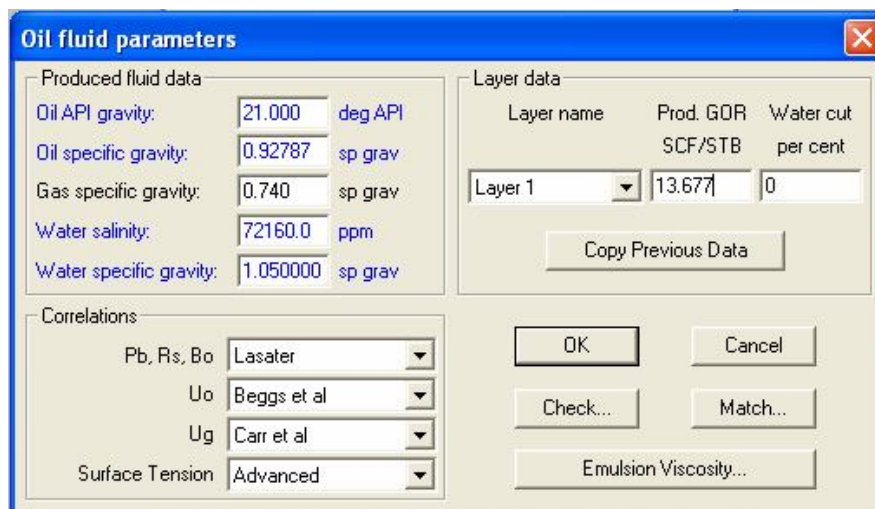 Oil fluid parameters
Produced fluid data
Oil API gravity: 21.000 deg API
Oil specific gravity: 0.92787 sp grav
Gas specific gravity: 0.740 sp grav
Water salinity: 72160.0 ppm
Water specific gravity: 1.050000 sp grav
Layer data
Layer name Prod. GOR Water cut
SCF/STB per cent
Layer 1 13.677 0
Copy Previous Data
Correlations
Pb, Rs, Bo Lasater
Uo Beggs et al
Ug Carr et al
Surface Tension Advanced
OK Cancel
Check... Match...
Emulsion Viscosity...